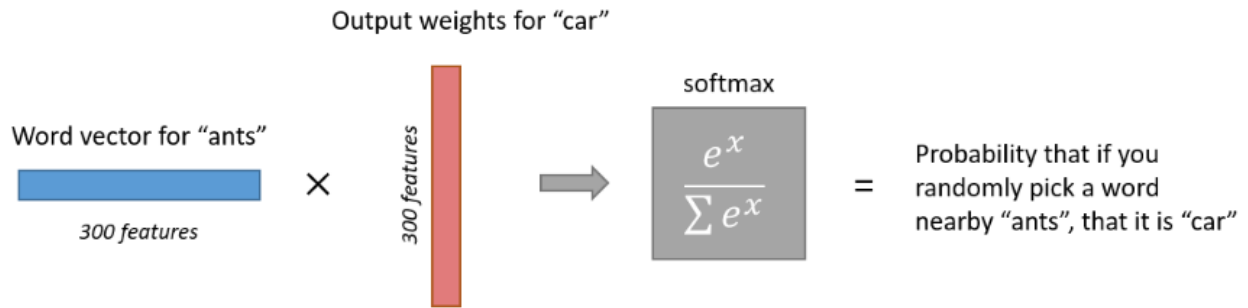 Output weights for “car”
softmax
Word vector for “ants”
300 features
×
300 features
e^x
∑ e^x
=
Probability that if you
randomly pick a word
nearby “ants”, that it is “car”